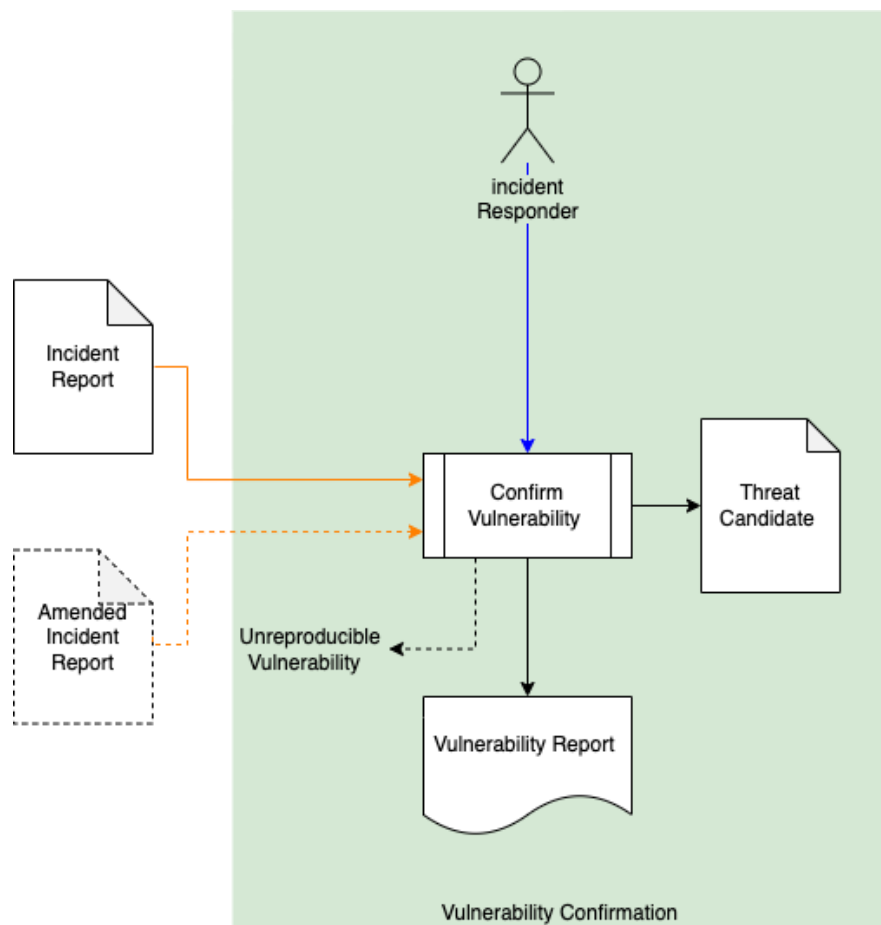 incident
Responder
Incident
Report
Confirm
Vulnerability
Threat
Candidate
Amended
Incident
Report
Unreproducible
Vulnerability
Vulnerability Report
Vulnerability Confirmation